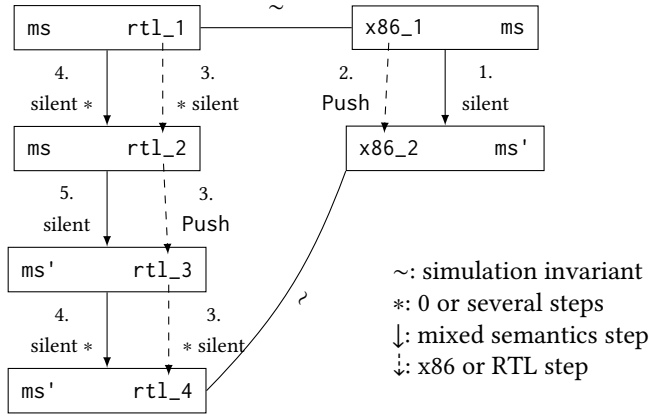 ∼
ms rtl_1 x86_1 ms
4. 3. 2. 1.
silent * * silent Push silent
ms rtl_2 x86_2 ms'
5. 3.
silent Push
ms' rtl_3
∼: simulation invariant
*: 0 or several steps
4. 3.
↓: mixed semantics step
silent * * silent
⇣: x86 or RTL step
ms' rtl_4
∼